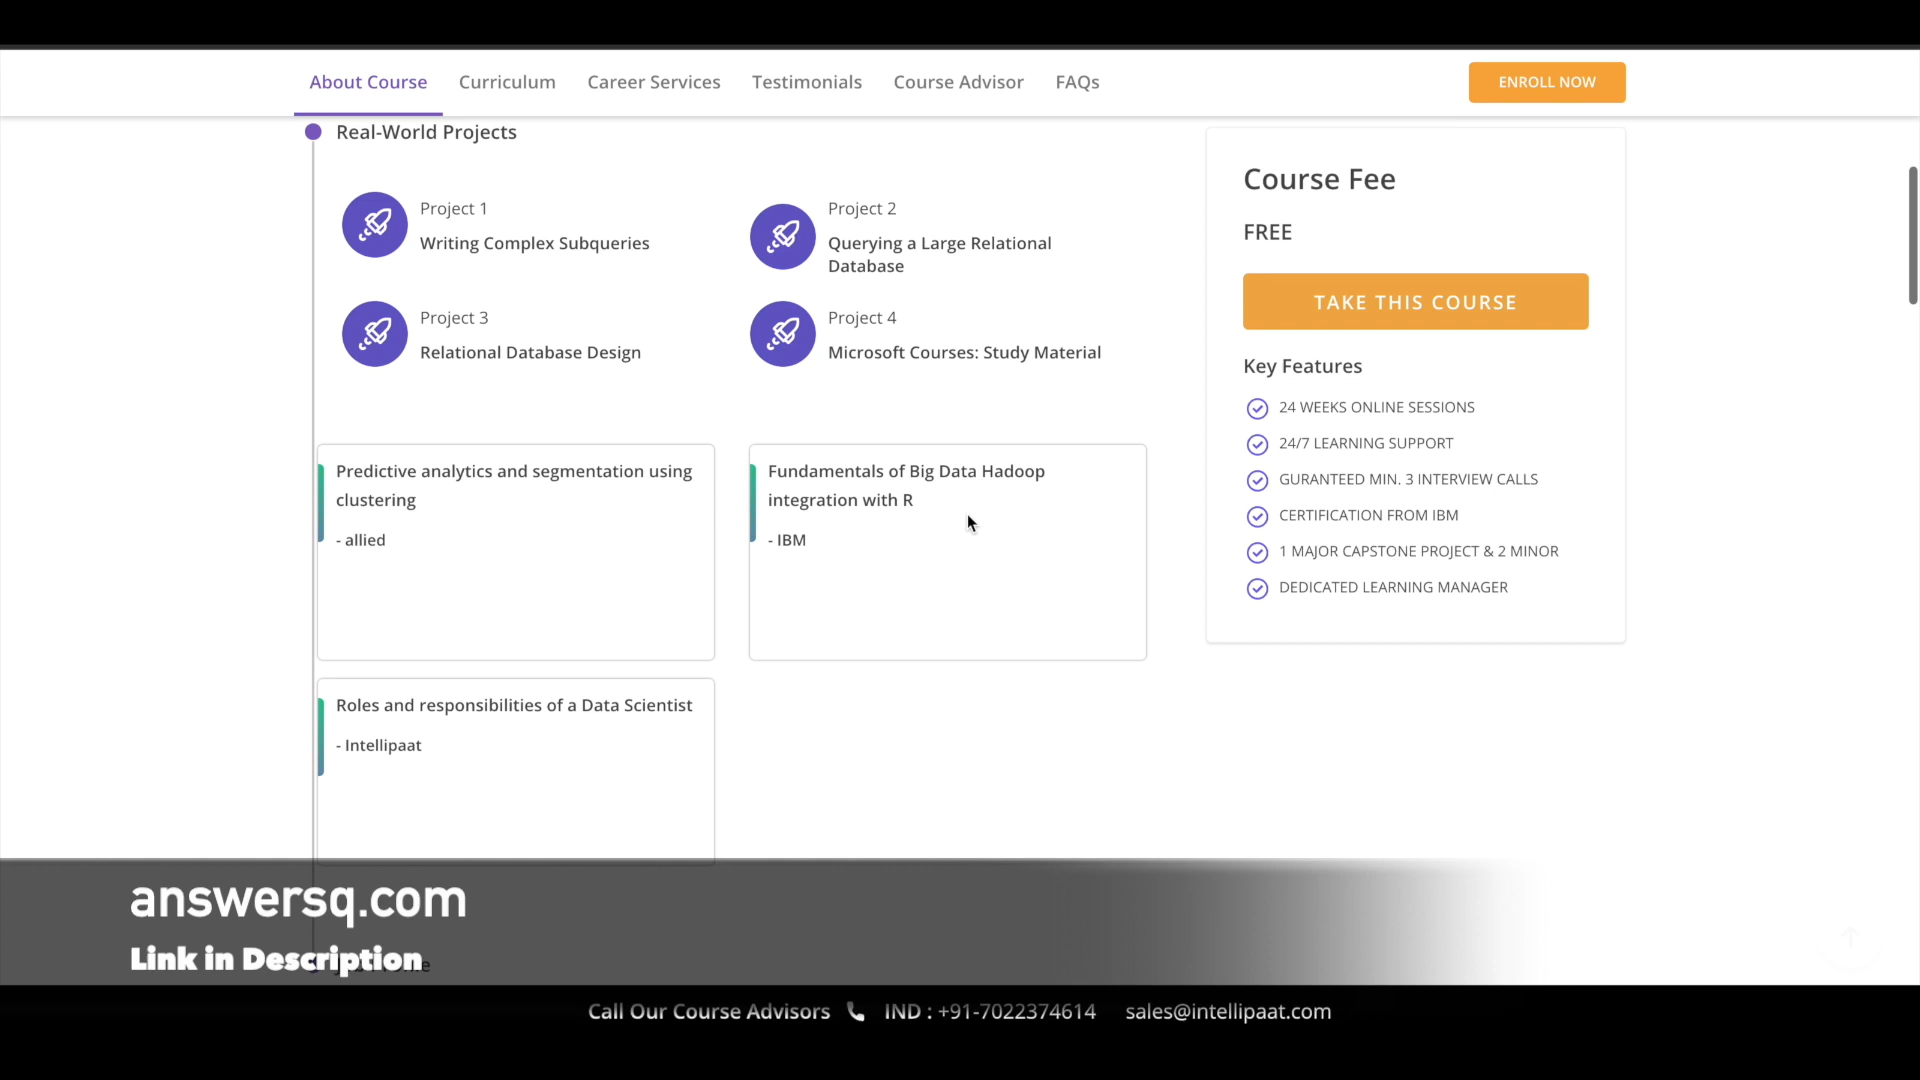 About Course Curriculum Career Services Testimonials Course Advisor FAQs ENROLL NOW
Real-World Projects
Project 1
Writing Complex Subqueries
Project 2
Querying a Large Relational
Database
Project 3
Relational Database Design
Project 4
Microsoft Courses: Study Material
Predictive analytics and segmentation using
clustering
- allied
Fundamentals of Big Data Hadoop
integration with R
- IBM
Roles and responsibilities of a Data Scientist
- Intellipaat
Course Fee
FREE
TAKE THIS COURSE
Key Features
24 WEEKS ONLINE SESSIONS
24/7 LEARNING SUPPORT
GURANTEED MIN. 3 INTERVIEW CALLS
CERTIFICATION FROM IBM
1 MAJOR CAPSTONE PROJECT & 2 MINOR
DEDICATED LEARNING MANAGER
answersq.com
Link in Description
Call Our Course Advisors IND : +91-7022374614 sales@intellipaat.com